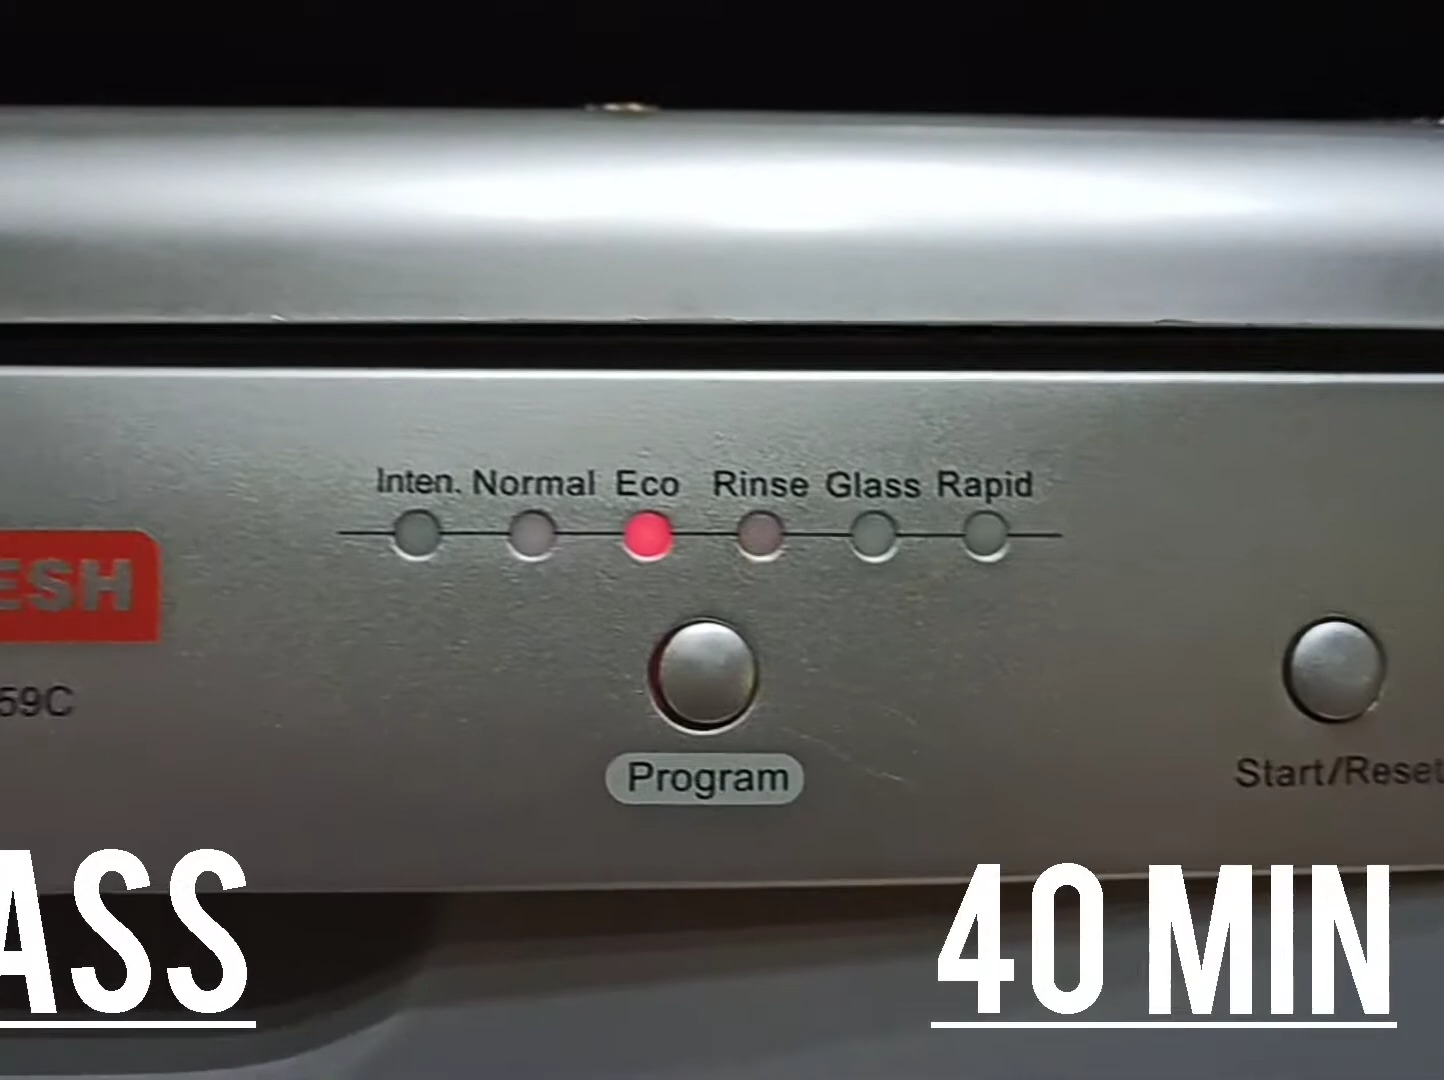 Inten. Normal Eco Rinse Glass Rapid
ESH
59C
Program
Start/Reset
ASS
40 MIN